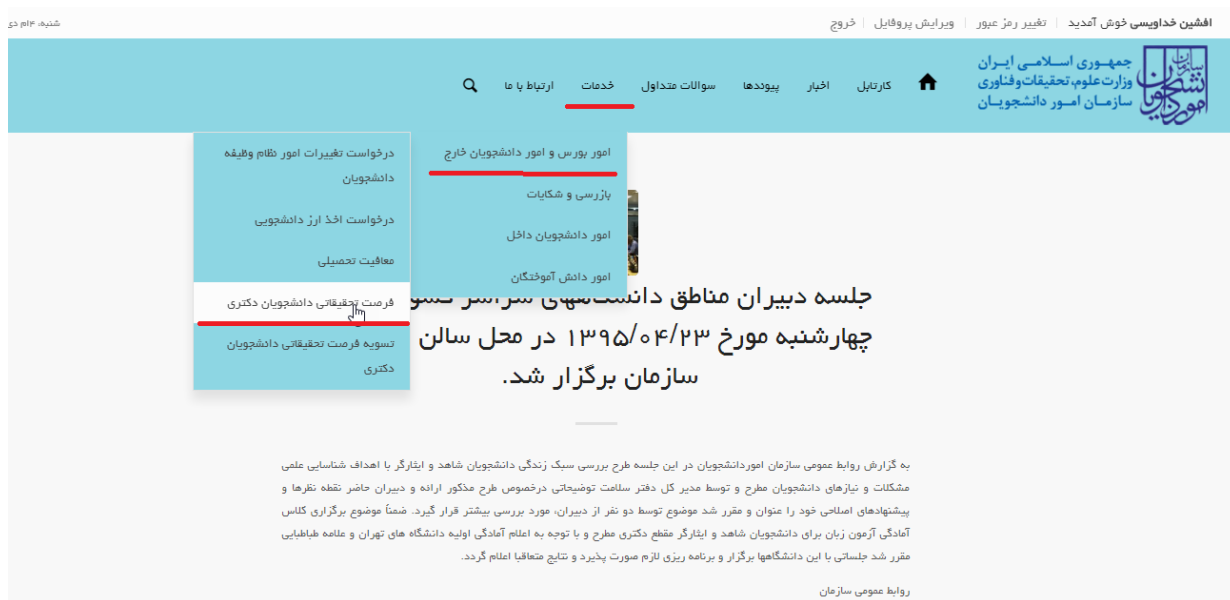 افشین خداویسی خوش آمدید | تغییر رمز عبور | ویرایش پروفایل | خروج
شنبه، ۴ام دی
جمهوری اسلامی ایران
وزارت علوم،تحقیقات‌وفناوری
سازمان امور دانشجویان
سازمان امور دانشجویان
کارتابل
اخبار
پیوندها
سوالات متداول
خدمات
ارتباط با ما
امور بورس و امور دانشجویان خارج
بازرسی و شکایات
امور دانشجویان داخل
امور دانش آموختگان
درخواست تغییرات امور نظام وظیفه
دانشجویان
درخواست اخذ ارز دانشجویی
معافیت تحصیلی
فرصت تحقیقاتی دانشجویان دکتری
تسویه فرصت تحقیقاتی دانشجویان
دکتری
جلسه دبیران مناطق
چهارشنبه مورخ ۱۳۹۵/۰۴/۲۳ در محل سالن
سازمان برگزار شد.
به گزارش روابط عمومی سازمان اموردانشجویان در این جلسه طرح بررسی سبک زندگی دانشجویان شاهد و ایثارگر با اهداف شناسایی علمی
مشکلات و نیازهای دانشجویان مطرح و توسط مدیر کل دفتر سلامت توضیحاتی درخصوص طرح مذکور ارائه و دبیران حاضر نقطه نظرها و
پیشنهادهای اصلاحی خود را عنوان و مقرر شد موضوع توسط دو نفر از دبیران، مورد بررسی بیشتر قرار گیرد. ضمناً موضوع برگزاری کلاس
آمادگی آزمون زبان برای دانشجویان شاهد و ایثارگر مقطع دکتری مطرح و با توجه به اعلام آمادگی اولیه دانشگاه های تهران و علامه طباطبایی
مقرر شد جلساتی با این دانشگاهها برگزار و برنامه ریزی لازم صورت پذیرد و نتایج متعاقبا اعلام گردد.
روابط عمومی سازمان